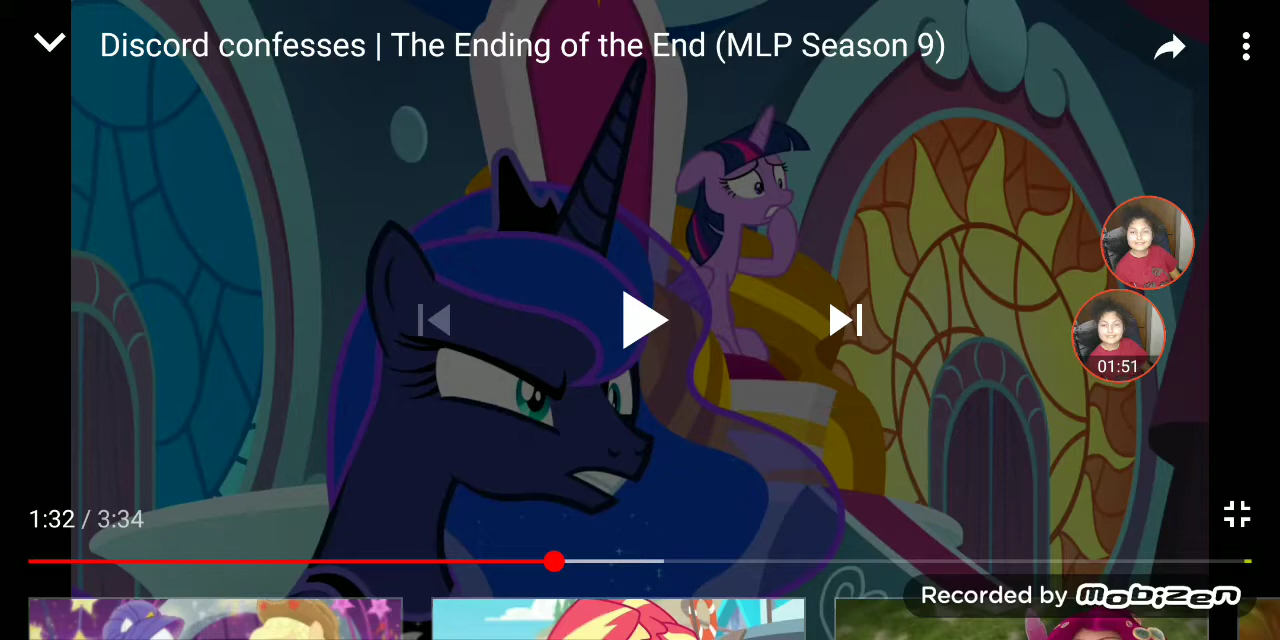 Discord confesses | The Ending of the End (MLP Season 9)
01:51
1:32 / 3:34
Recorded by mobizen